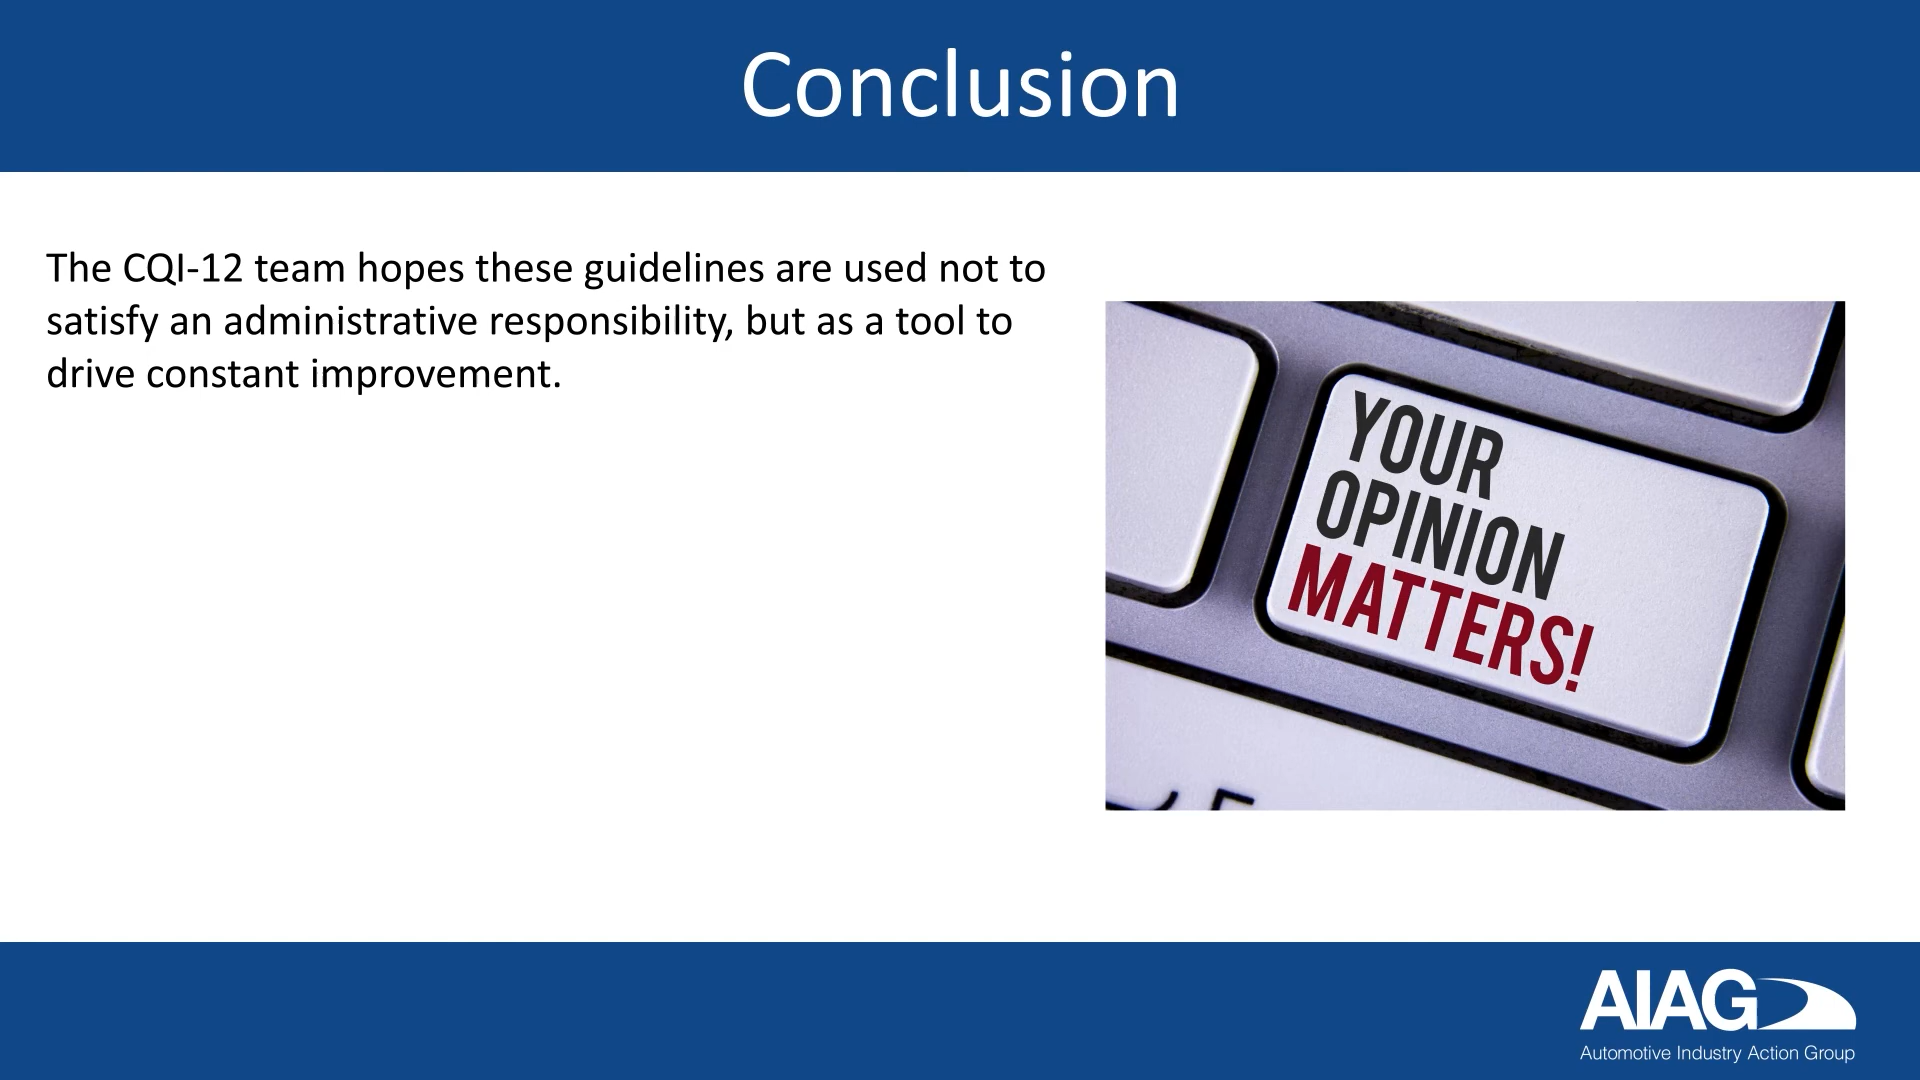 Conclusion
The CQI-12 team hopes these guidelines are used not to
satisfy an administrative responsibility, but as a tool to
drive constant improvement.
YOUR
OPINION
MATTERS!
AIAG
Automotive Industry Action Group